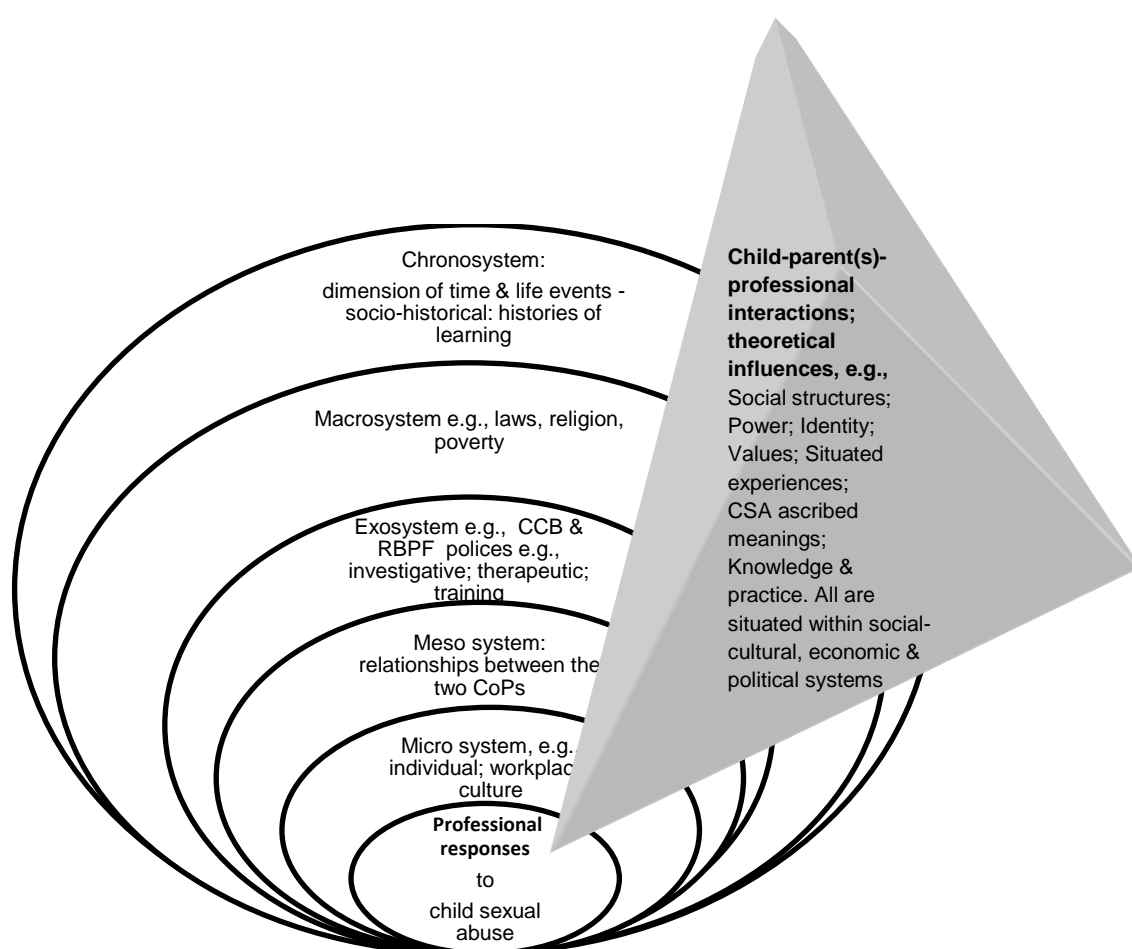 Chronosystem:
dimension of time & life events -
socio-historical: histories of
learning
Macrosystem e.g., laws, religion,
poverty
Exosystem e.g., CCB &
RBPF polices e.g.,
investigative; therapeutic;
training
Meso system:
relationships between the
two CoPs
Micro system, e.g.,
individual; workplace
culture
Professional
responses
to
child sexual
abuse
Child-parent(s)-
professional
interactions;
theoretical
influences, e.g.,
Social structures;
Power; Identity;
Values; Situated
experiences;
CSA ascribed
meanings;
Knowledge &
practice. All are
situated within social-
cultural, economic &
political systems